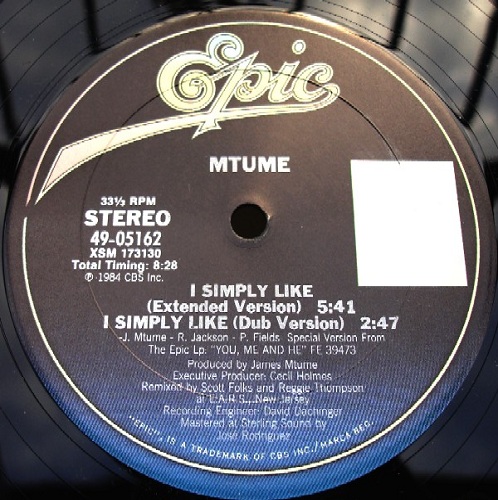 Epic
MTUME
33⅓ RPM
STEREO
49-05162
XSM 173130
Total Timing: 8:28
℗ 1984 CBS Inc.
I SIMPLY LIKE
(Extended Version) 5:41
I SIMPLY LIKE (Dub Version) 2:47
-J. Mtume - R. Jackson - P. Fields Special Version From
The Epic Lp. "YOU, ME AND HE" FE 39473
Produced by James Mtume
Executive Producer: Cecil Holmes
Remixed by Scott Folks and Reggie Thompson
at E.A.R.S., New Jersey
Recording Engineer: David Dachinger
Mastered at Sterling Sound by
José Rodriguez
"EPIC", IS A TRADEMARK OF CBS INC./MARCA REG.